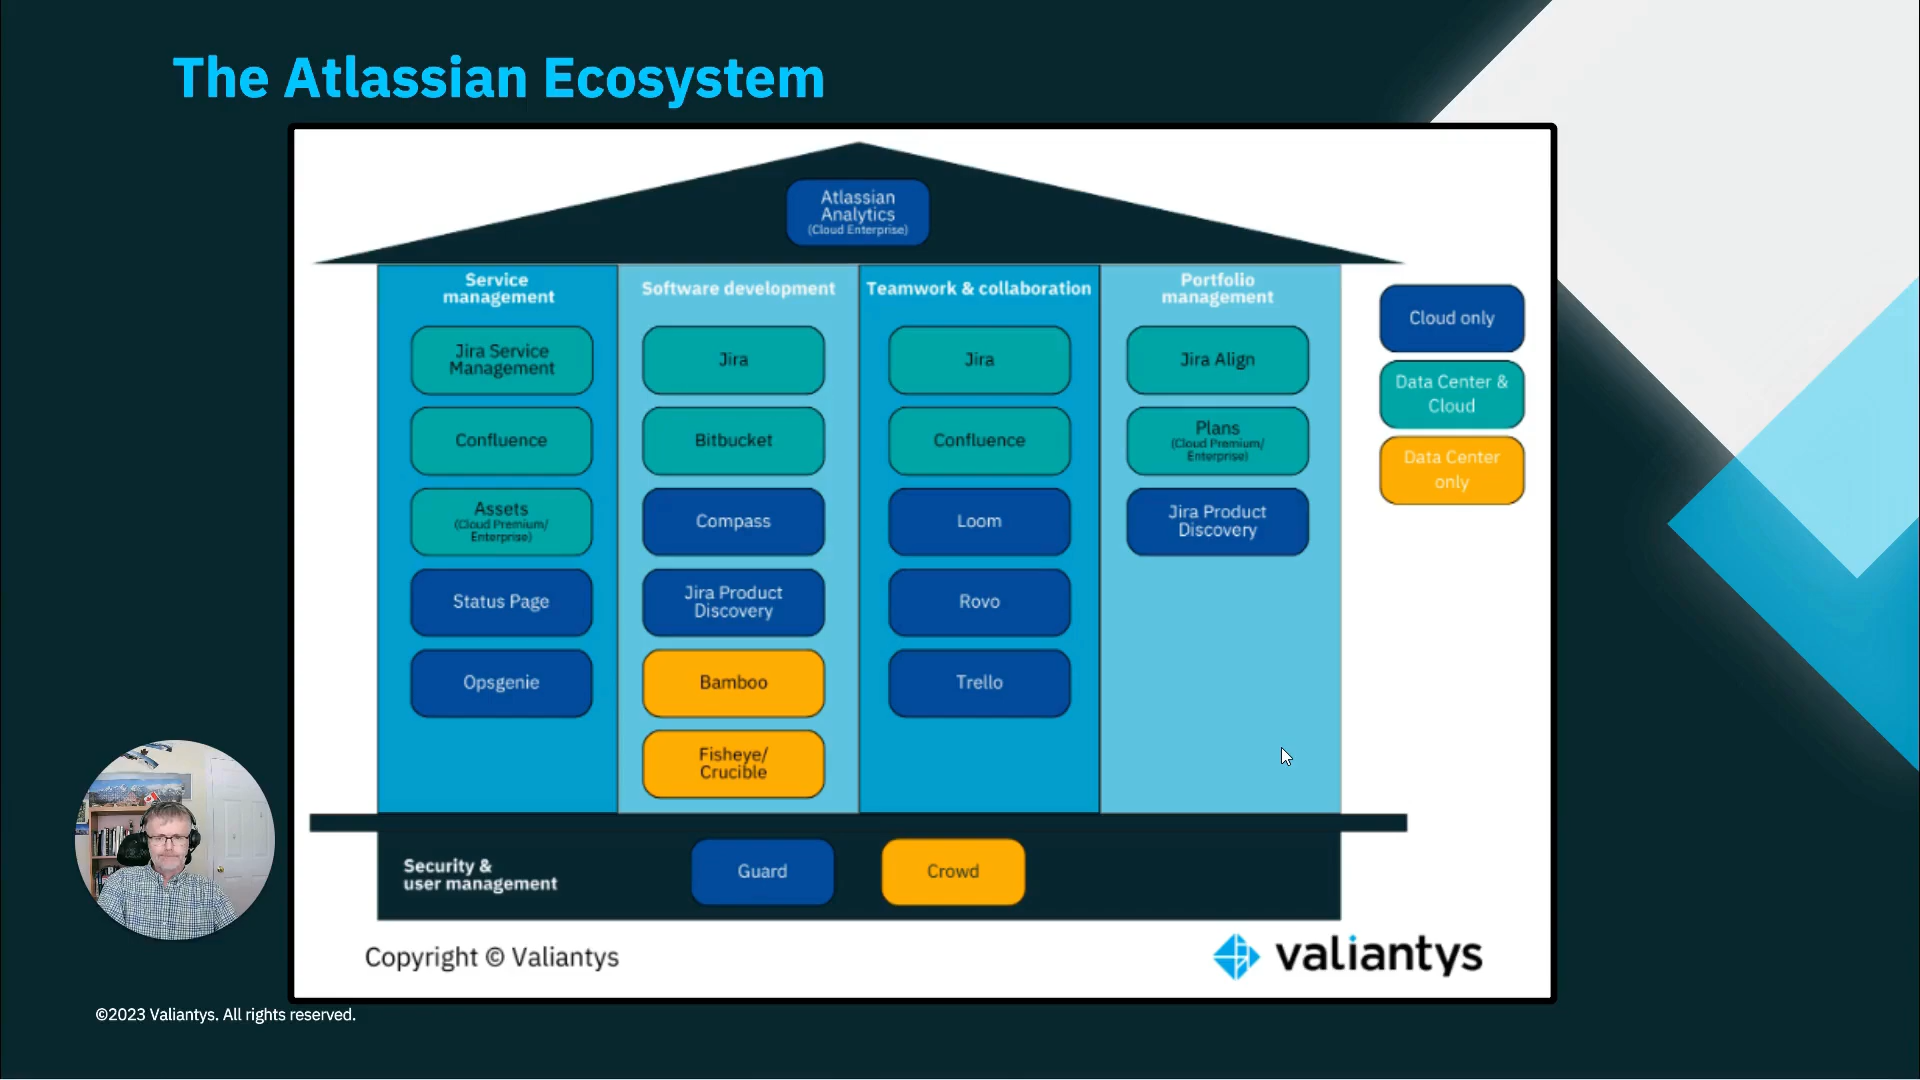 The Atlassian Ecosystem
Atlassian
Analytics
(Cloud Enterprise)
Service
management
Jira Service
Management
Confluence
Assets
(Cloud Premium/
Enterprise)
Status Page
Opsgenie
Software development
Jira
Bitbucket
Compass
Jira Product
Discovery
Bamboo
Fisheye/
Crucible
Teamwork & collaboration
Jira
Confluence
Loom
Rovo
Trello
Portfolio
management
Jira Align
Plans
(Cloud Premium/
Enterprise)
Jira Product
Discovery
Cloud only
Data Center &
Cloud
Data Center
only
Security &
user management
Guard
Crowd
Copyright © Valiantys
valiantys
©2023 Valiantys. All rights reserved.